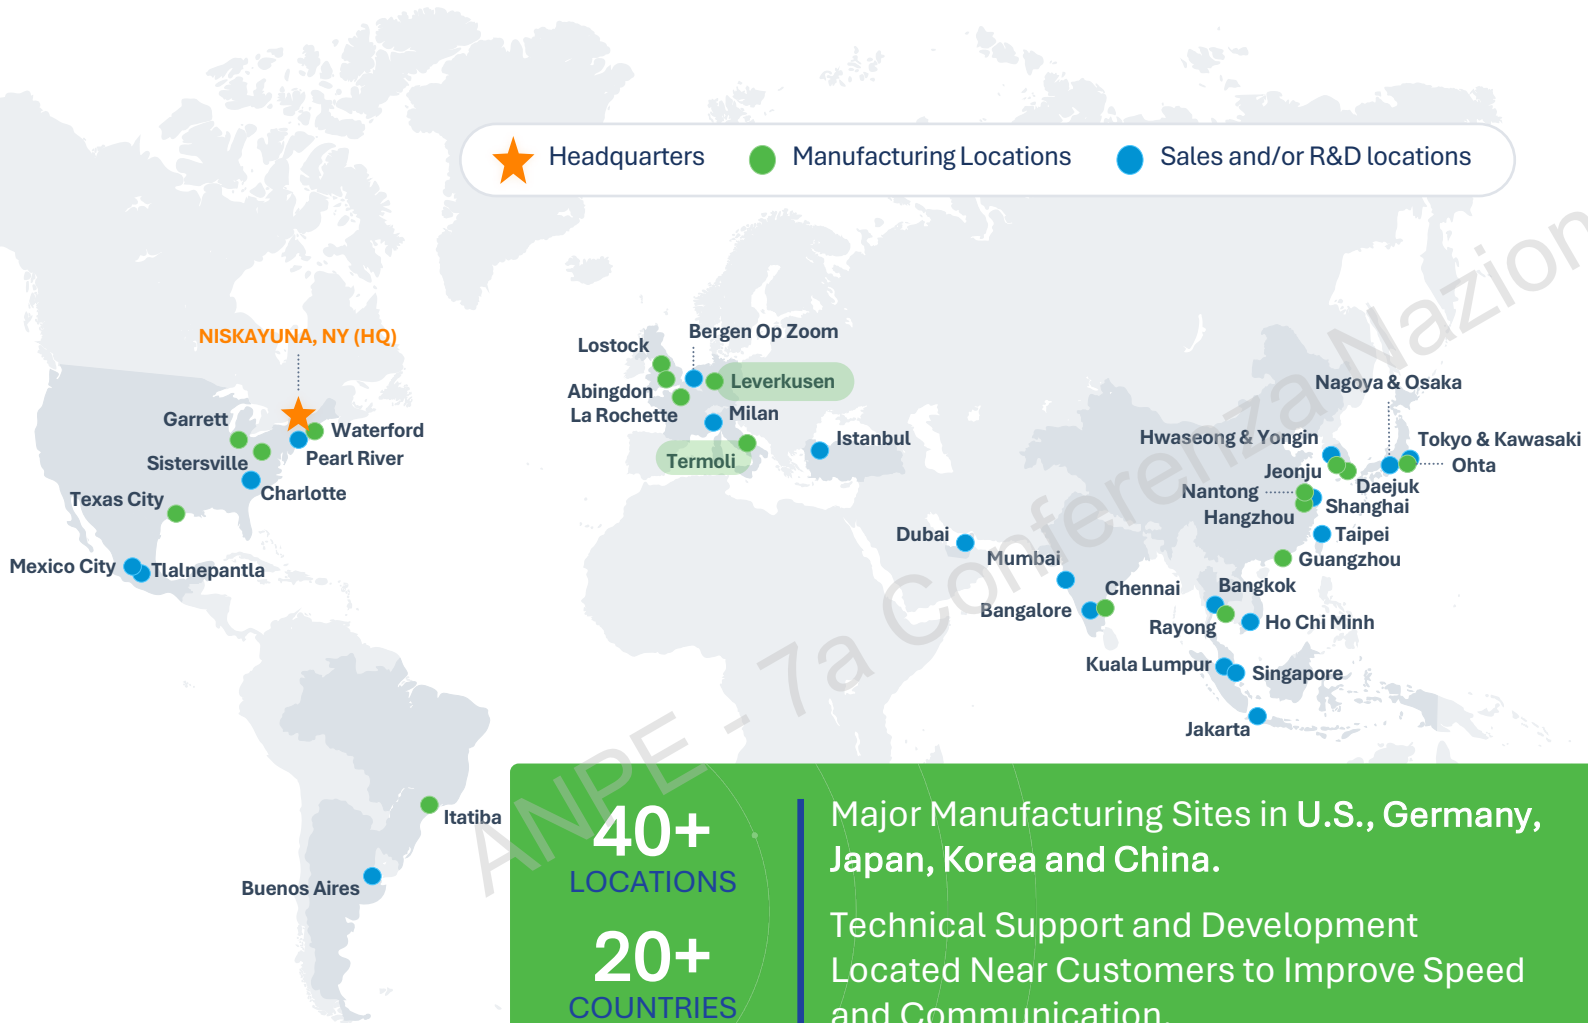 Headquarters
Manufacturing Locations
Sales and/or R&D locations
NISKAYUNA, NY (HQ)
Garrett
Waterford
Sistersville
Pearl River
Charlotte
Texas City
Mexico City
Tlalnepantla
Itatiba
Buenos Aires
Lostock
Bergen Op Zoom
Abingdon
Leverkusen
La Rochette
Milan
Termoli
Istanbul
Dubai
Mumbai
Chennai
Bangalore
Nagoya & Osaka
Hwaseong & Yongin
Tokyo & Kawasaki
Jeonju
Ohta
Nantong
Daejuk
Hangzhou
Shanghai
Taipei
Guangzhou
Bangkok
Rayong
Ho Chi Minh
Kuala Lumpur
Singapore
Jakarta
ANPE - 7a Conferenza Nazion
40+
LOCATIONS
20+
COUNTRIES
Major Manufacturing Sites in U.S., Germany,
Japan, Korea and China.
Technical Support and Development
Located Near Customers to Improve Speed
and Communication.